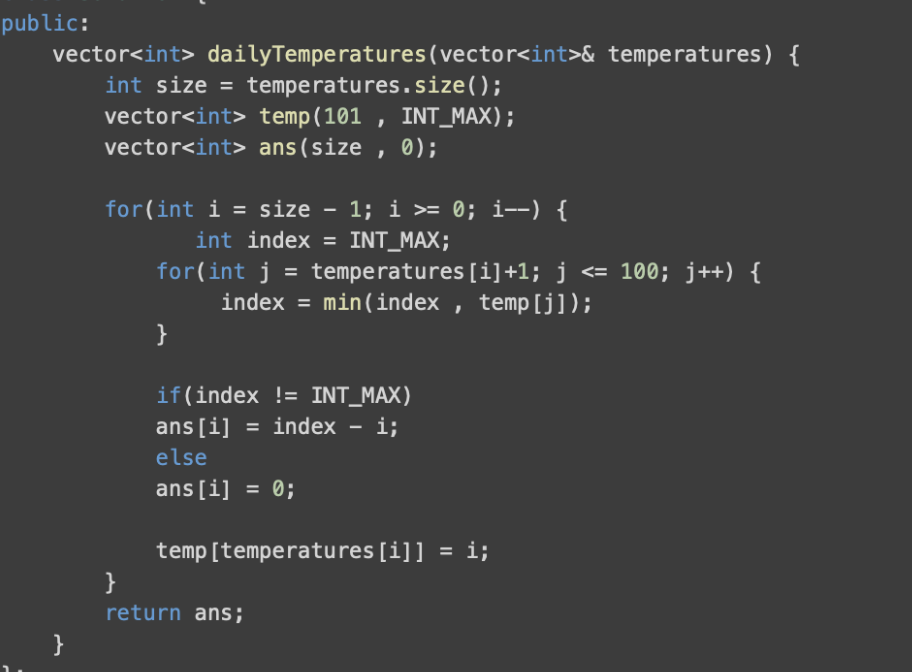 public:
    vector<int> dailyTemperatures(vector<int>& temperatures) {
        int size = temperatures.size();
        vector<int> temp(101 , INT_MAX);
        vector<int> ans(size , 0);

        for(int i = size - 1; i >= 0; i--) {
               int index = INT_MAX;
            for(int j = temperatures[i]+1; j <= 100; j++) {
                 index = min(index , temp[j]);
            }

            if(index != INT_MAX)
            ans[i] = index - i;
            else
            ans[i] = 0;

            temp[temperatures[i]] = i;
        }
        return ans;
    }